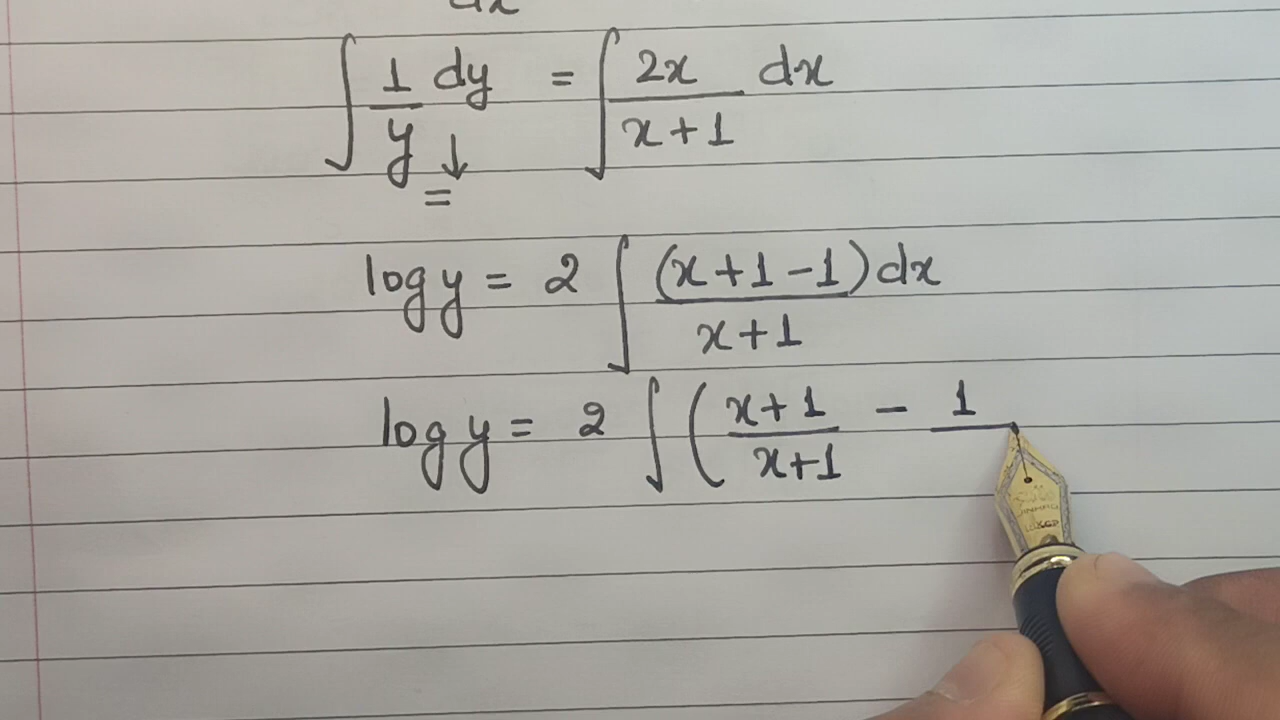 ∫ 1/y dy = ∫ 2x/(x+1) dx
↓
=
log y = 2 ∫ (x+1-1)dx/(x+1)
log y = 2 ∫ ( (x+1)/(x+1) - 1/